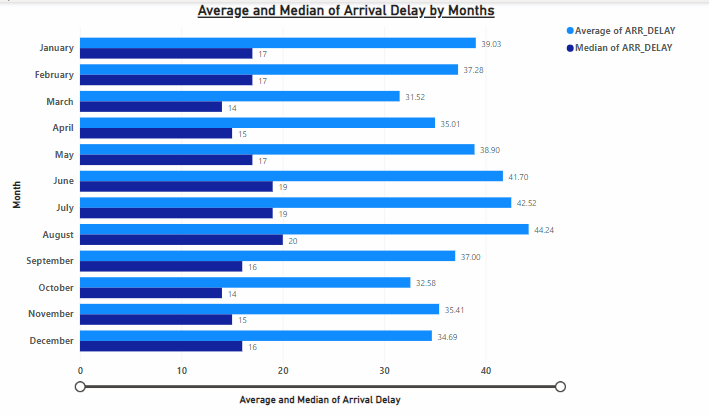 Average and Median of Arrival Delay by Months
Average of ARR_DELAY
Median of ARR_DELAY
Month
January
39.03
17
February
37.28
17
March
31.52
14
April
35.01
15
May
38.90
17
June
41.70
19
July
42.52
19
August
44.24
20
September
37.00
16
October
32.58
14
November
35.41
15
December
34.69
16
0 10 20 30 40
Average and Median of Arrival Delay